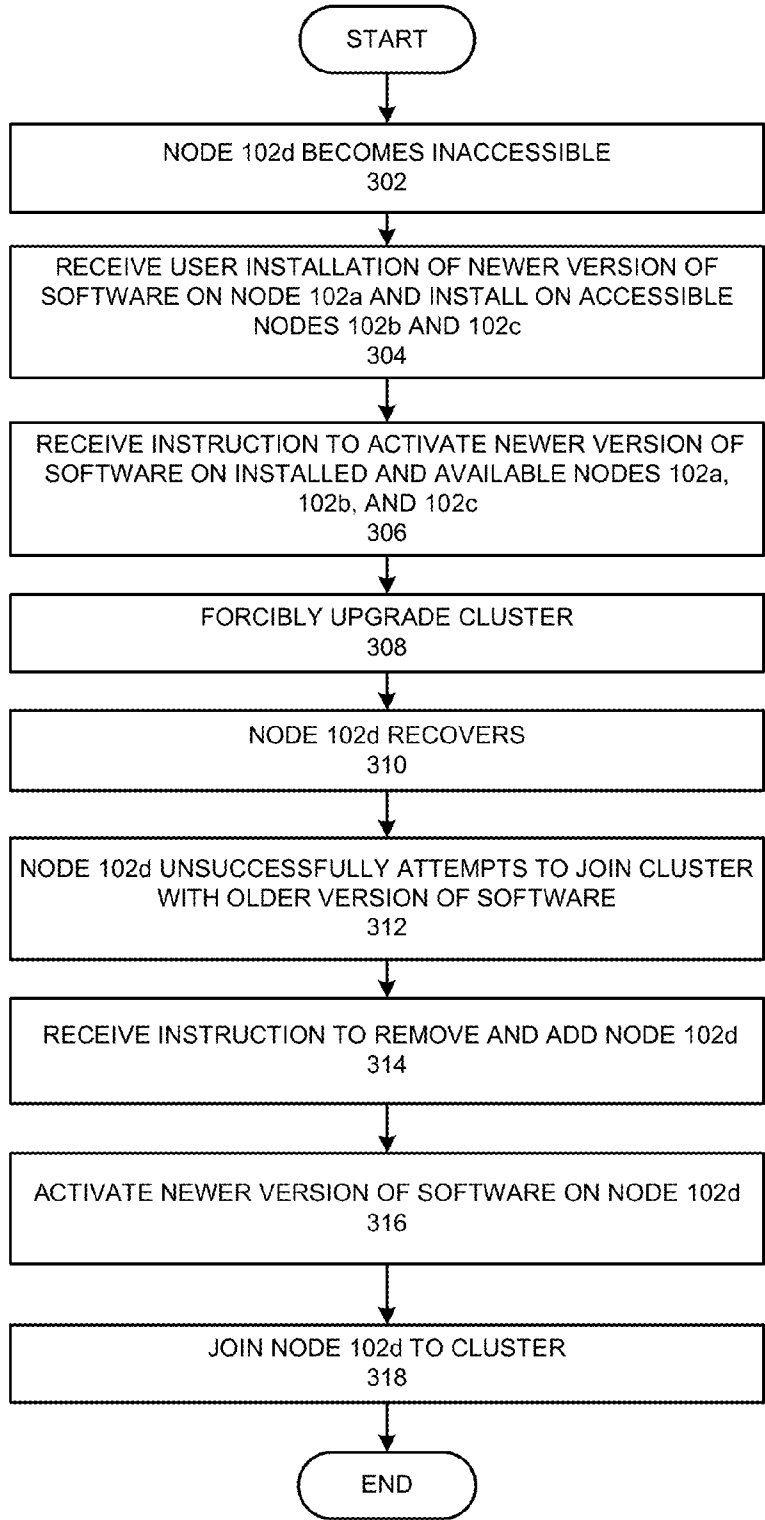 START
NODE 102d BECOMES INACCESSIBLE
302
RECEIVE USER INSTALLATION OF NEWER VERSION OF
SOFTWARE ON NODE 102a AND INSTALL ON ACCESSIBLE
NODES 102b AND 102c
304
RECEIVE INSTRUCTION TO ACTIVATE NEWER VERSION OF
SOFTWARE ON INSTALLED AND AVAILABLE NODES 102a,
102b, AND 102c
306
FORCIBLY UPGRADE CLUSTER
308
NODE 102d RECOVERS
310
NODE 102d UNSUCCESSFULLY ATTEMPTS TO JOIN CLUSTER
WITH OLDER VERSION OF SOFTWARE
312
RECEIVE INSTRUCTION TO REMOVE AND ADD NODE 102d
314
ACTIVATE NEWER VERSION OF SOFTWARE ON NODE 102d
316
JOIN NODE 102d TO CLUSTER
318
END